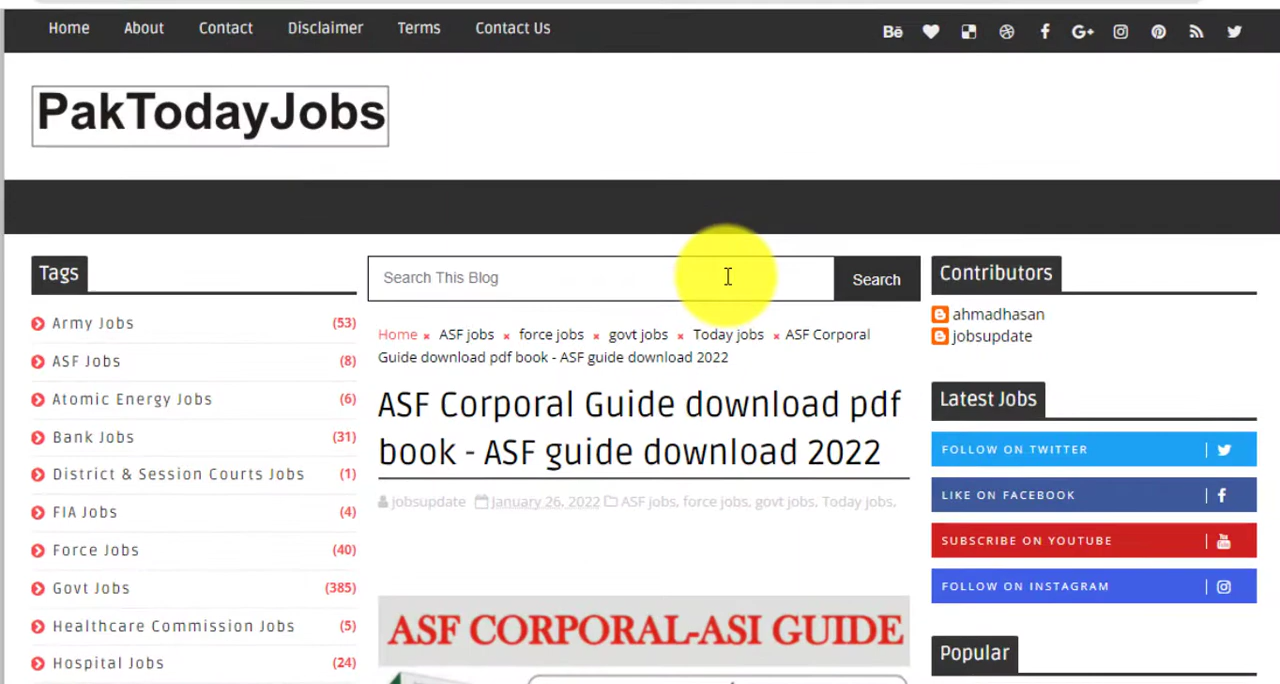 Home About Contact Disclaimer Terms Contact Us
PakTodayJobs
Tags
Army Jobs (53)
ASF Jobs (8)
Atomic Energy Jobs (6)
Bank Jobs (31)
District & Session Courts Jobs (1)
FIA Jobs (4)
Force Jobs (40)
Govt Jobs (385)
Healthcare Commission Jobs (5)
Hospital Jobs (24)
Search This Blog Search
Home × ASF jobs × force jobs × govt jobs × Today jobs × ASF Corporal
Guide download pdf book - ASF guide download 2022
ASF Corporal Guide download pdf
book - ASF guide download 2022
jobsupdate January 26, 2022 ASF jobs, force jobs, govt jobs, Today jobs,
ASF CORPORAL-ASI GUIDE
Contributors
ahmadhasan
jobsupdate
Latest Jobs
FOLLOW ON TWITTER
LIKE ON FACEBOOK
SUBSCRIBE ON YOUTUBE
FOLLOW ON INSTAGRAM
Popular